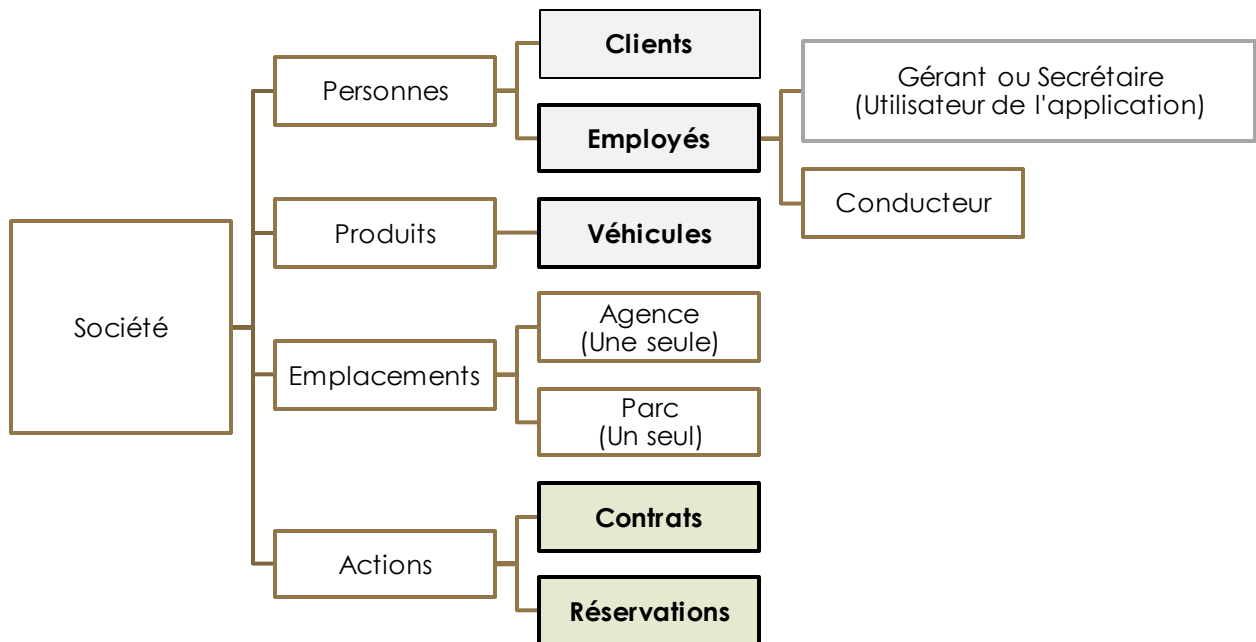 Société
Personnes
Clients
Employés
Gérant ou Secrétaire
(Utilisateur de l'application)
Conducteur
Produits
Véhicules
Emplacements
Agence
(Une seule)
Parc
(Un seul)
Actions
Contrats
Réservations